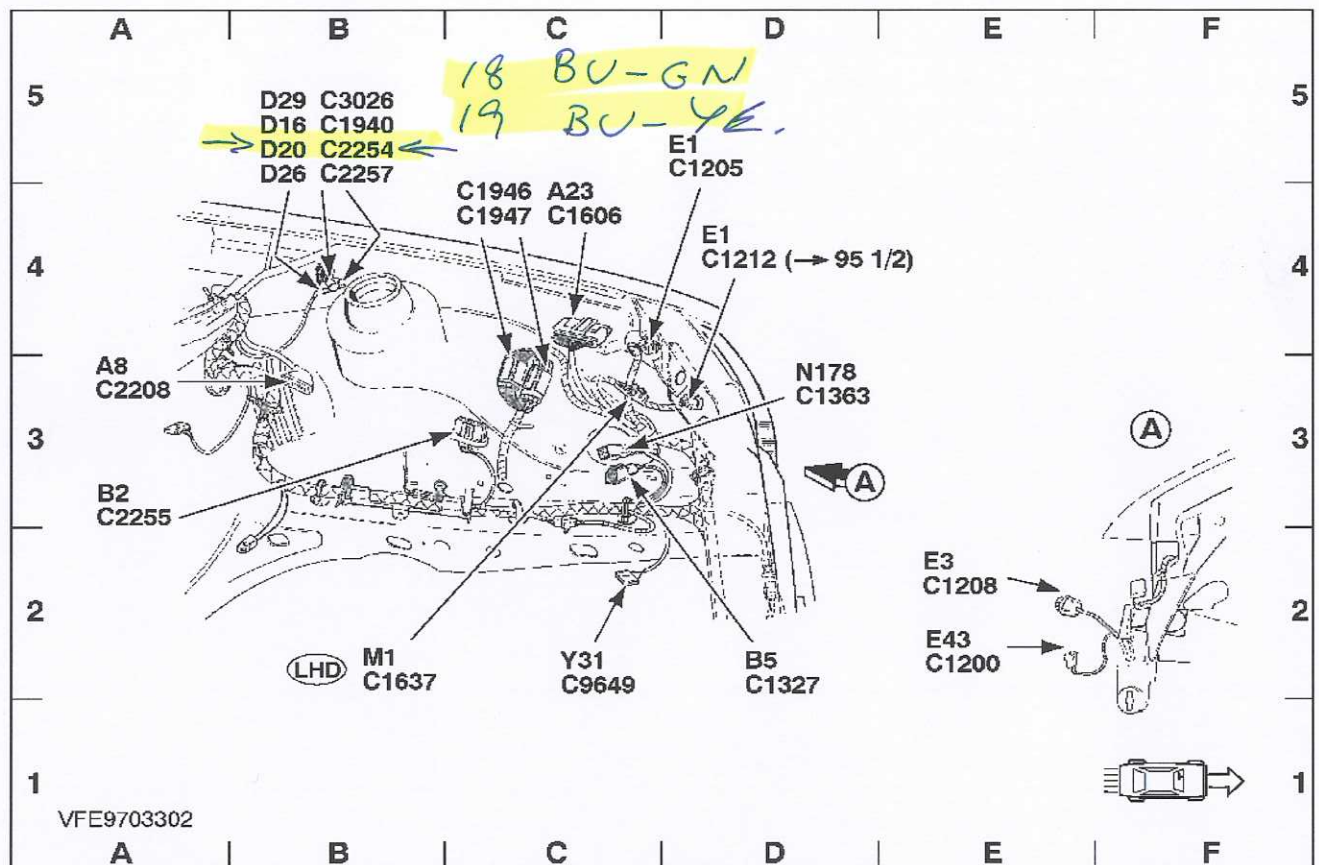 A B C D E F
18 BU-GN
5 5
19 BU-YE.
D29 C3026
D16 C1940
→ D20 C2254 ←
D26 C2257
E1
C1205
C1946 A23
C1947 C1606
E1
C1212 (→ 95 1/2)
4 4
A8
C2208
N178
C1363
A
3 3
A
B2
C2255
E3
C1208
2 2
E43
C1200
LHD M1
C1637
Y31
C9649
B5
C1327
1 1
VFE9703302
A B C D E F